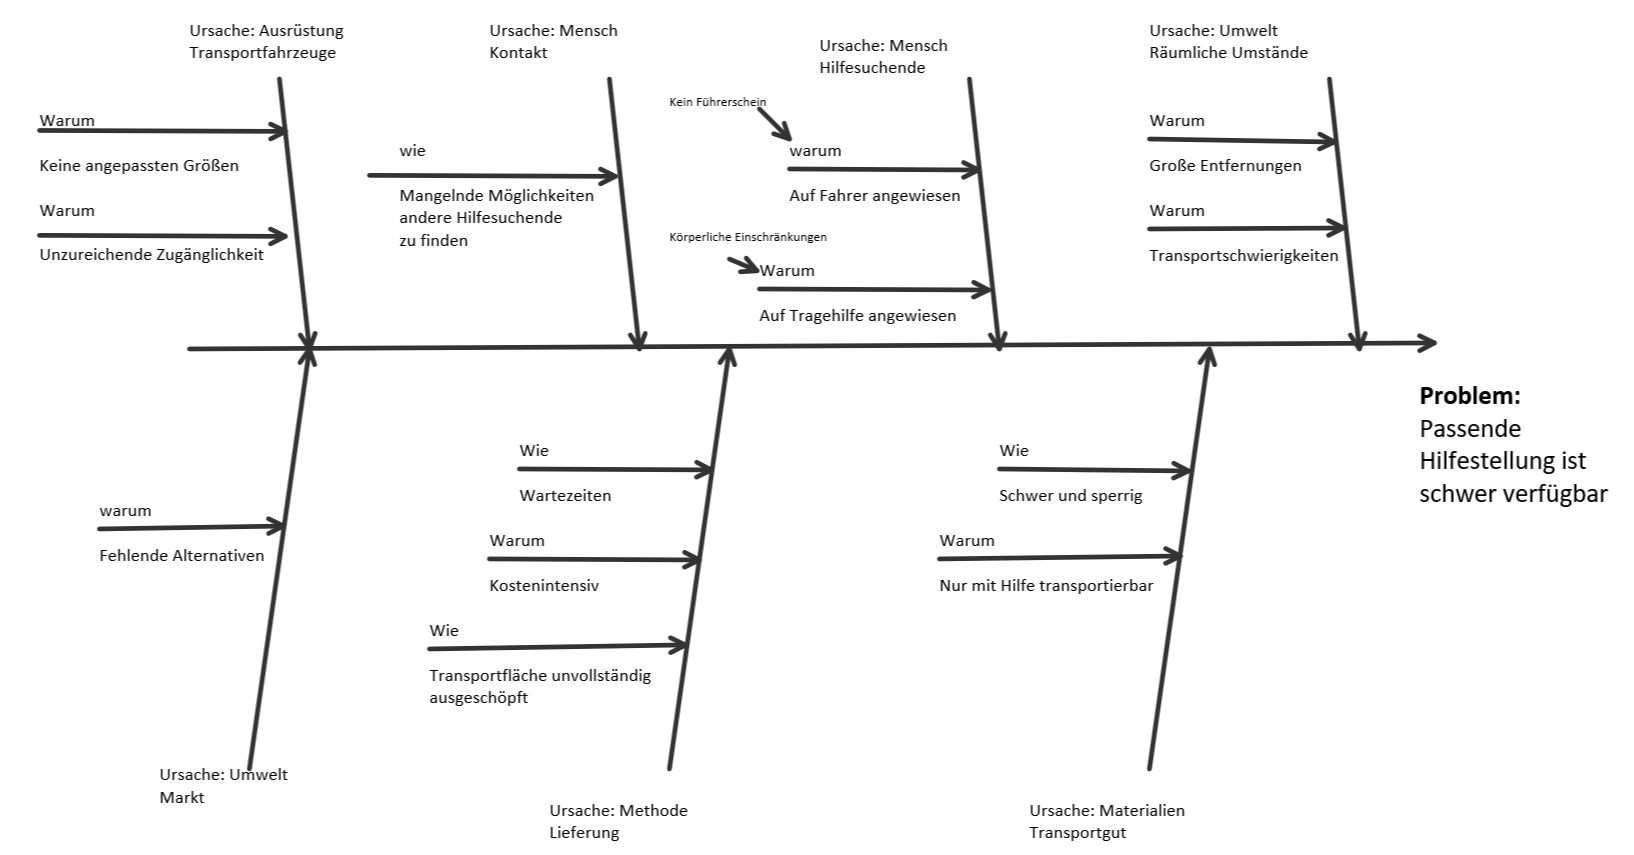 Ursache: Ausrüstung
Transportfahrzeuge
Warum
Keine angepassten Größen
Warum
Unzureichende Zugänglichkeit
Ursache: Mensch
Kontakt
wie
Mangelnde Möglichkeiten
andere Hilfesuchende
zu finden
Ursache: Mensch
Hilfesuchende
Kein Führerschein
warum
Auf Fahrer angewiesen
Körperliche Einschränkungen
Warum
Auf Tragehilfe angewiesen
Ursache: Umwelt
Räumliche Umstände
Warum
Große Entfernungen
Warum
Transportschwierigkeiten
Problem:
Passende
Hilfestellung ist
schwer verfügbar
warum
Fehlende Alternativen
Ursache: Umwelt
Markt
Wie
Wartezeiten
Warum
Kostenintensiv
Wie
Transportfläche unvollständig
ausgeschöpft
Ursache: Methode
Lieferung
Wie
Schwer und sperrig
Warum
Nur mit Hilfe transportierbar
Ursache: Materialien
Transportgut